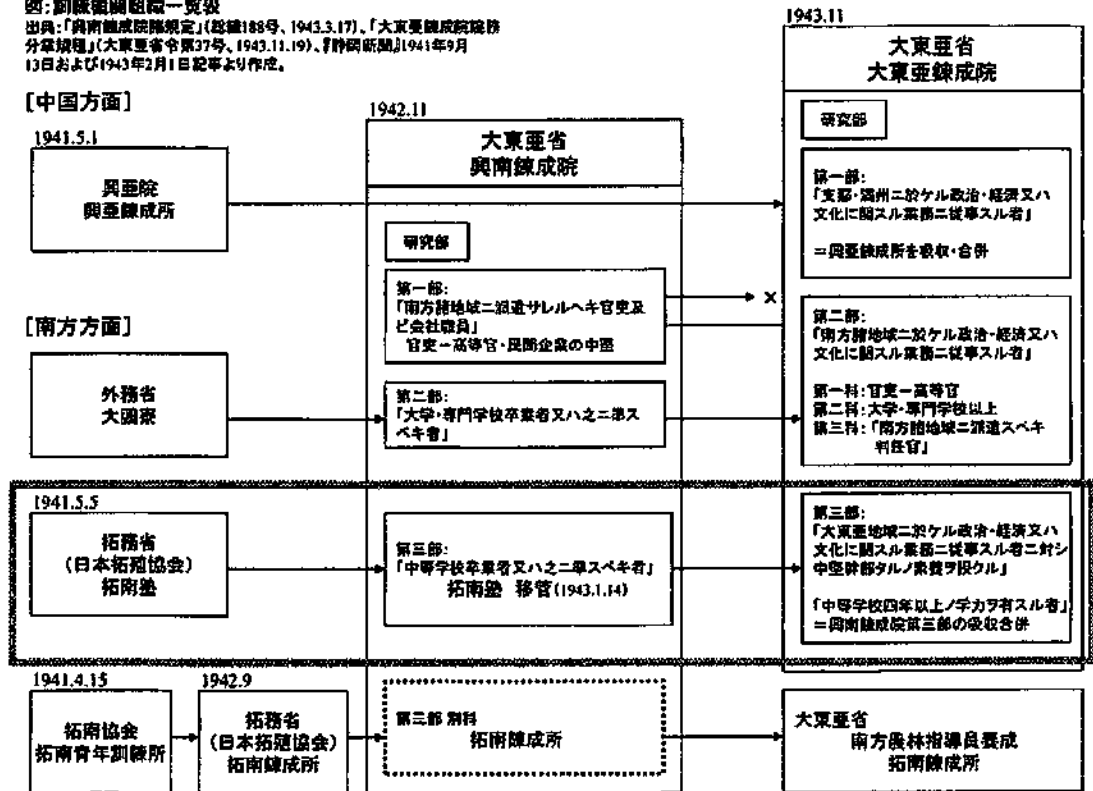 図:訓練機関組織一覧表
出典:「興南錬成院規定」(総錬188号、1943.3.17)、「大東亜錬成院院務
分掌規程」(大東亜省令第37号、1943.11.19)、『静岡新聞』1941年9月
13日および1943年2月1日記事より作成。
[中国方面]
1941.5.1
興亜院
興亜錬成所
[南方方面]
外務省
1941.5.5
拓務省
(日本拓殖協会)
拓南塾
1941.4.15
拓南協会
拓南青年訓練所
1942.9
拓務省
(日本拓殖協会)
拓南錬成所
1942.11
大東亜省
興南錬成院
研究部
第一部:
「南方諸地域ニ派遣サレルヘキ官吏及
ビ会社職員」
官吏ー高等官・民間企業の中堅
第二部:
「大学・専門学校卒業者又ハ之ニ準ス
ベキ者」
第三部:
「中等学校卒業者又ハ之ニ準スベキ者」
拓南塾 移管(1943.1.14)
第三部 別科
拓南錬成所
1943.11
大東亜省
大東亜錬成院
研究部
第一部:
「支那・満州ニ於ケル政治・経済又ハ
文化に関スル業務ニ従事スル者」
=興亜錬成所を吸収・合併
×
第二部:
「南方諸地域ニ於ケル政治・経済又ハ
文化に関スル業務ニ従事スル者」
第一科:官吏ー高等官
第二科:大学・専門学校以上
第三科:「南方諸地域ニ派遣スベキ
判任官」
第三部:
「大東亜地域ニ於ケル政治・経済又ハ
文化に関スル業務ニ従事スル者ニ対シ
中堅幹部タルノ素養ヲ授クル」
「中等学校四年以上ノ学力ヲ有スル者」
=興南錬成院第三部の吸収合併
大東亜省
南方農林指導員養成
拓南錬成所